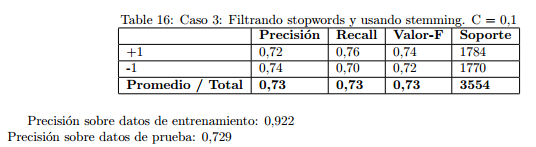 Table 16: Caso 3: Filtrando stopwords y usando stemming. C = 0,1
Precisión Recall Valor-F Soporte
+1 0,72 0,76 0,74 1784
-1 0,74 0,70 0,72 1770
Promedio / Total 0,73 0,73 0,73 3554
Precisión sobre datos de entrenamiento: 0,922
Precisión sobre datos de prueba: 0,729